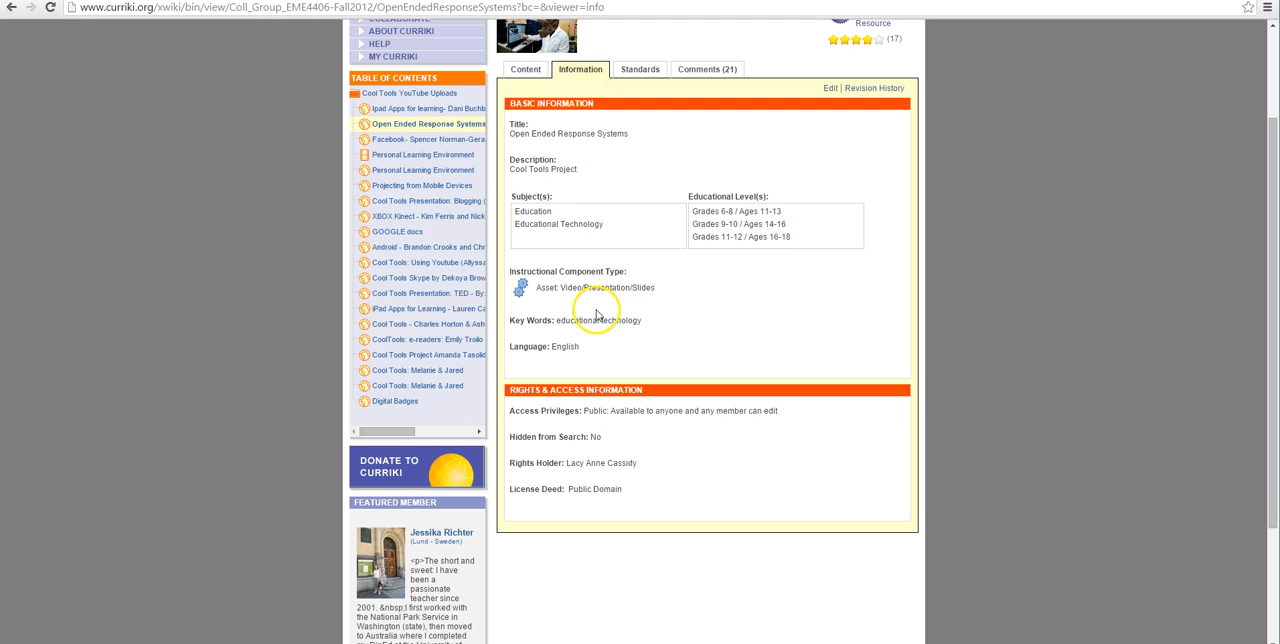 www.curriki.org/xwiki/bin/view/Coll_Group_EME4406-Fall2012/OpenEndedResponseSystems?bc=&viewer=info
COLLABORATE
ABOUT CURRIKI
HELP
MY CURRIKI
TABLE OF CONTENTS
Cool Tools YouTube Uploads
Ipad Apps for learning- Dani Buchb
Open Ended Response Systems
Facebook- Spencer Norman-Gera
Personal Learning Environment
Personal Learning Environment
Projecting from Mobile Devices
Cool Tools Presentation: Blogging (
XBOX Kinect - Kim Ferris and Nick
GOOGLE docs
Android - Brandon Crooks and Chr
Cool Tools: Using Youtube (Allyssa
Cool Tools Skype by Dekoya Brow
Cool Tools Presentation: TED - By:
iPad Apps for Learning - Lauren Ca
Cool Tools - Charles Horton & Ash
CoolTools: e-readers: Emily Troilo
Cool Tools Project Amanda Tasolid
Cool Tools: Melanie & Jared
Cool Tools: Melanie & Jared
Digital Badges
DONATE TO
CURRIKI
FEATURED MEMBER
Jessika Richter
(Lund - Sweden)
<p>The short and
sweet: I have
been a
passionate
teacher since
2001. &nbsp;I first worked with
the National Park Service in
Washington (state), then moved
to Australia where I completed
Resource
(17)
Content
Information
Standards
Comments (21)
Edit | Revision History
BASIC INFORMATION
Title:
Open Ended Response Systems
Description:
Cool Tools Project
Subject(s):
Education
Educational Technology
Educational Level(s):
Grades 6-8 / Ages 11-13
Grades 9-10 / Ages 14-16
Grades 11-12 / Ages 16-18
Instructional Component Type:
Asset: Video/Presentation/Slides
Key Words: educational technology
Language: English
RIGHTS & ACCESS INFORMATION
Access Privileges: Public: Available to anyone and any member can edit
Hidden from Search: No
Rights Holder: Lacy Anne Cassidy
License Deed: Public Domain